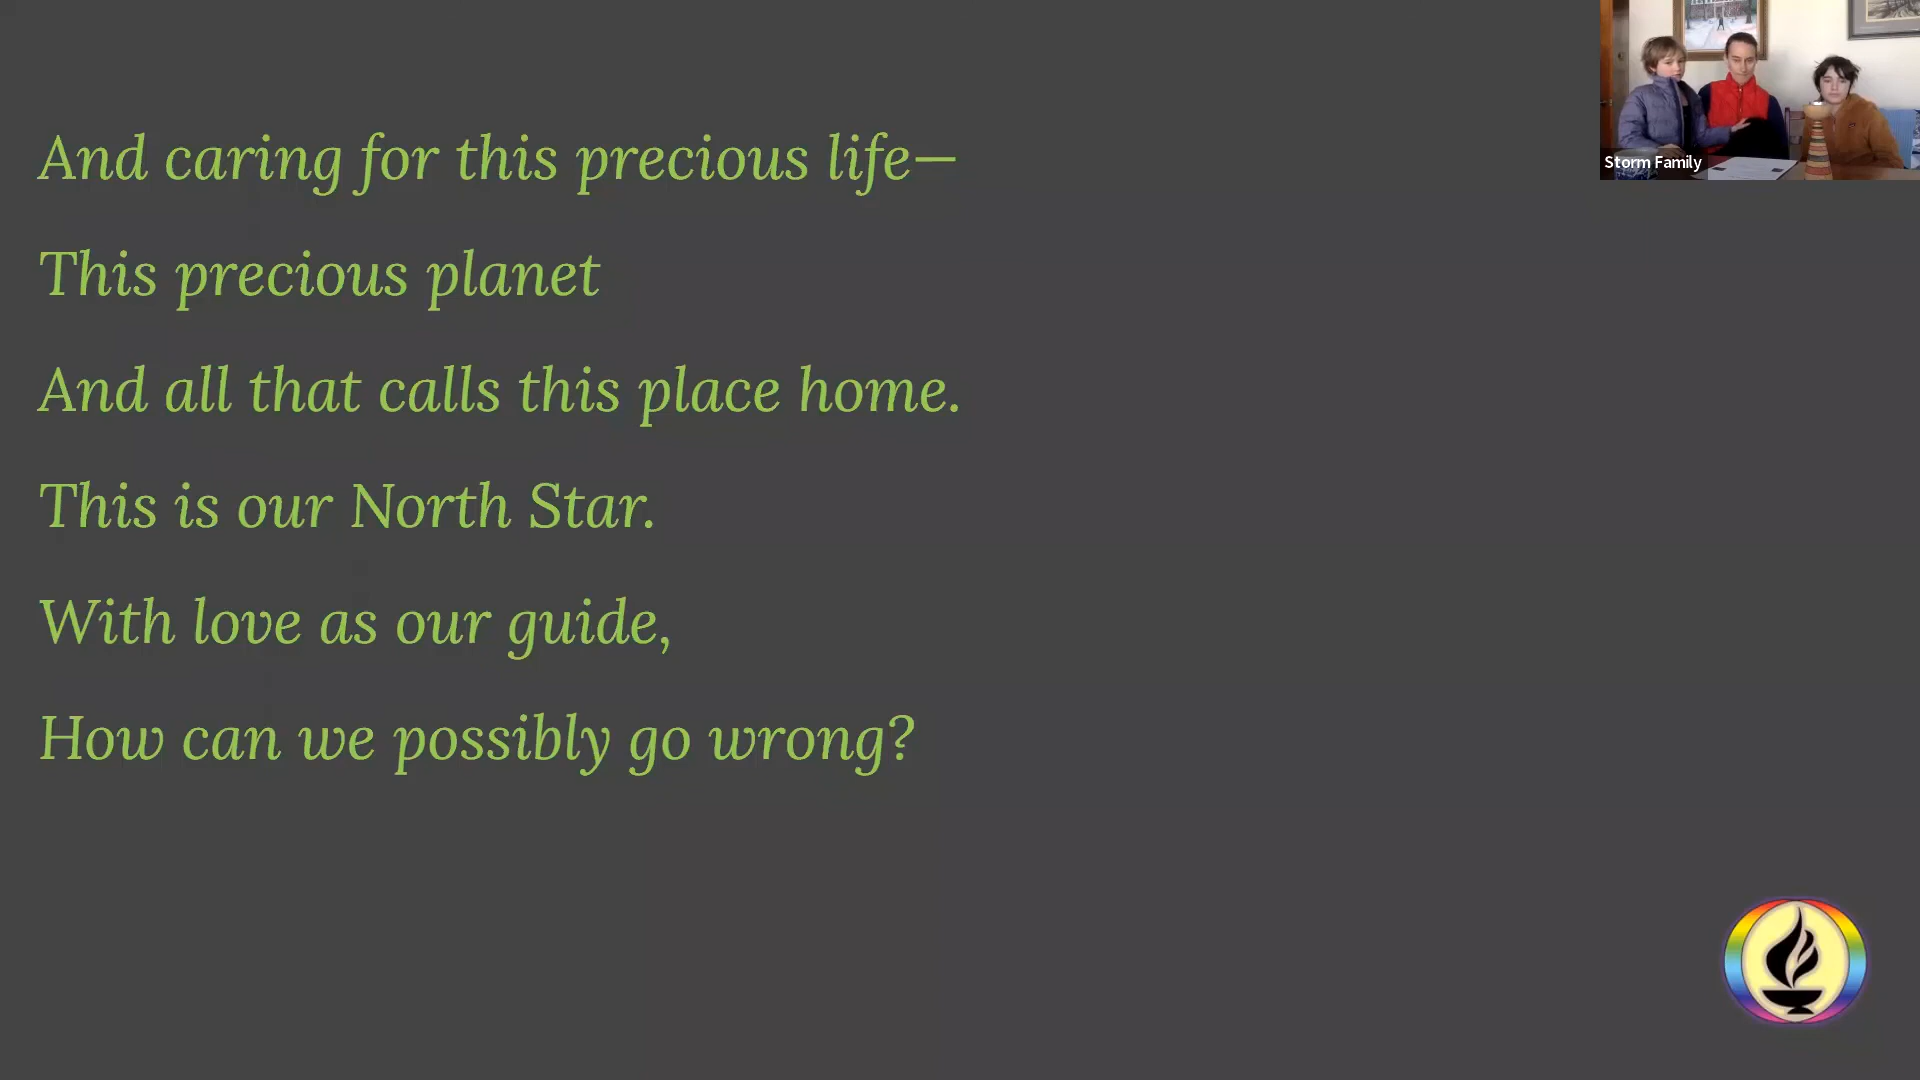 And caring for this precious life—
This precious planet
And all that calls this place home.
This is our North Star.
With love as our guide,
How can we possibly go wrong?
Storm Family